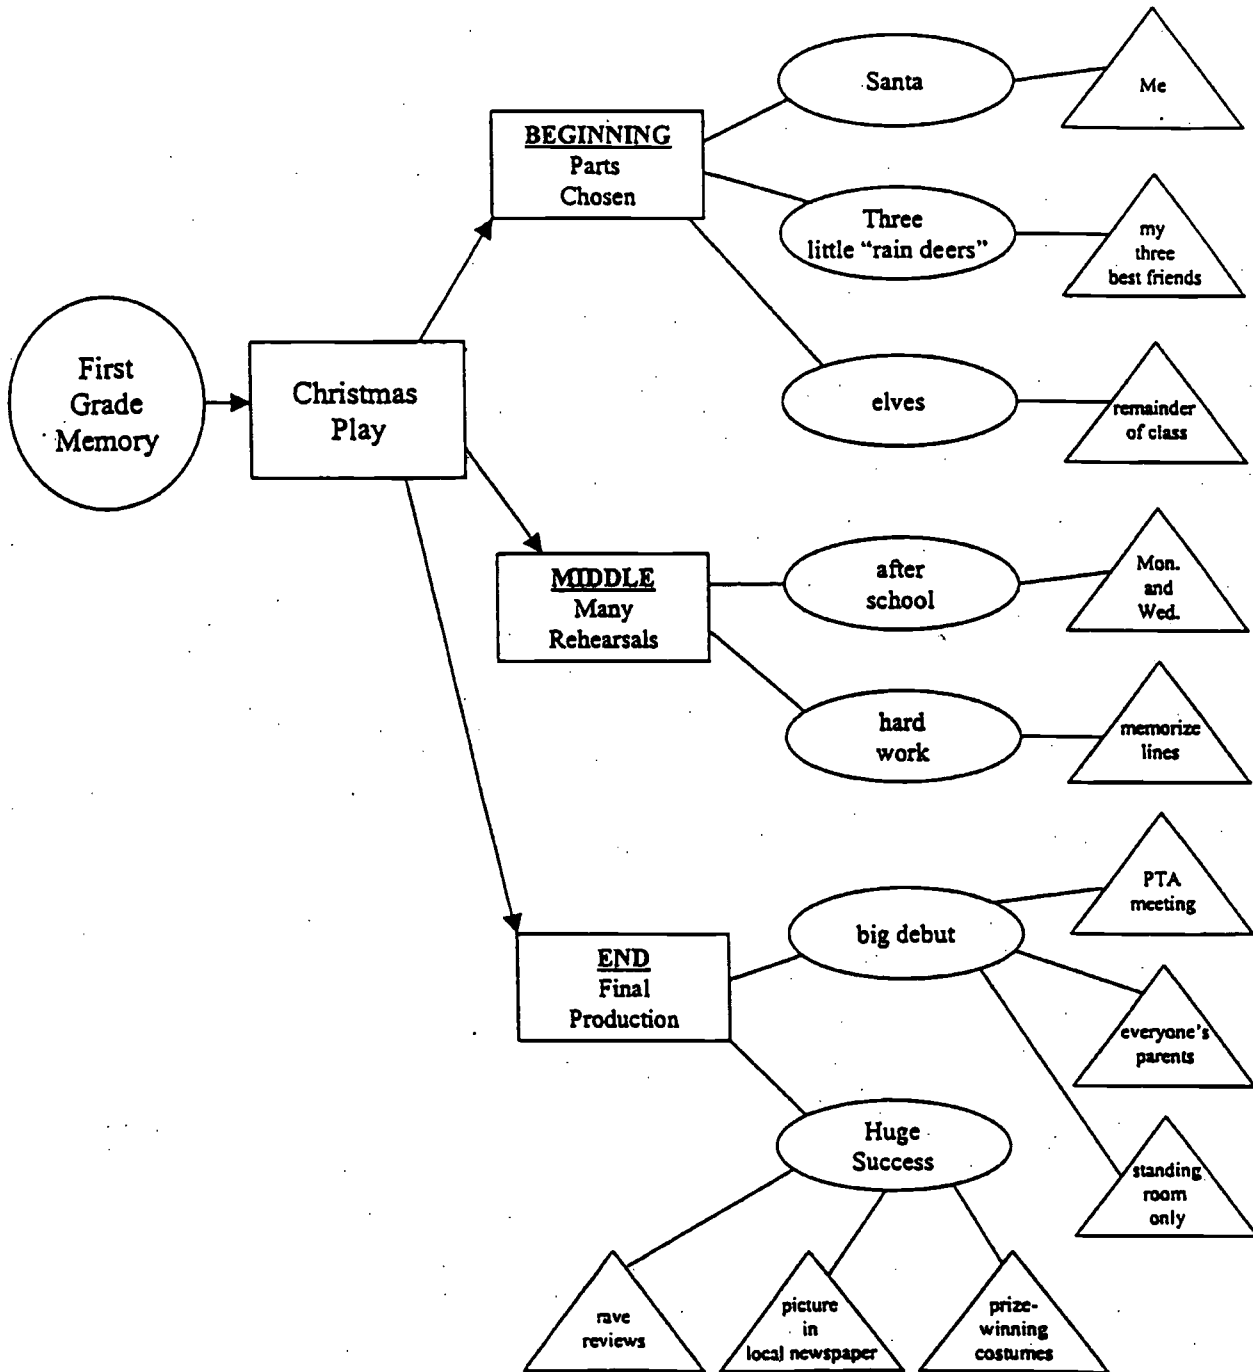 First
Grade
Memory
Christmas
Play
BEGINNING
Parts
Chosen
Santa
Me
Three
little “rain deers”
my
three
best friends
elves
remainder
of class
MIDDLE
Many
Rehearsals
after
school
Mon.
and
Wed.
hard
work
memorize
lines
END
Final
Production
big debut
PTA
meeting
everyone's
parents
standing
room
only
Huge
Success
rave
reviews
picture
in
local newspaper
prize-
winning
costumes